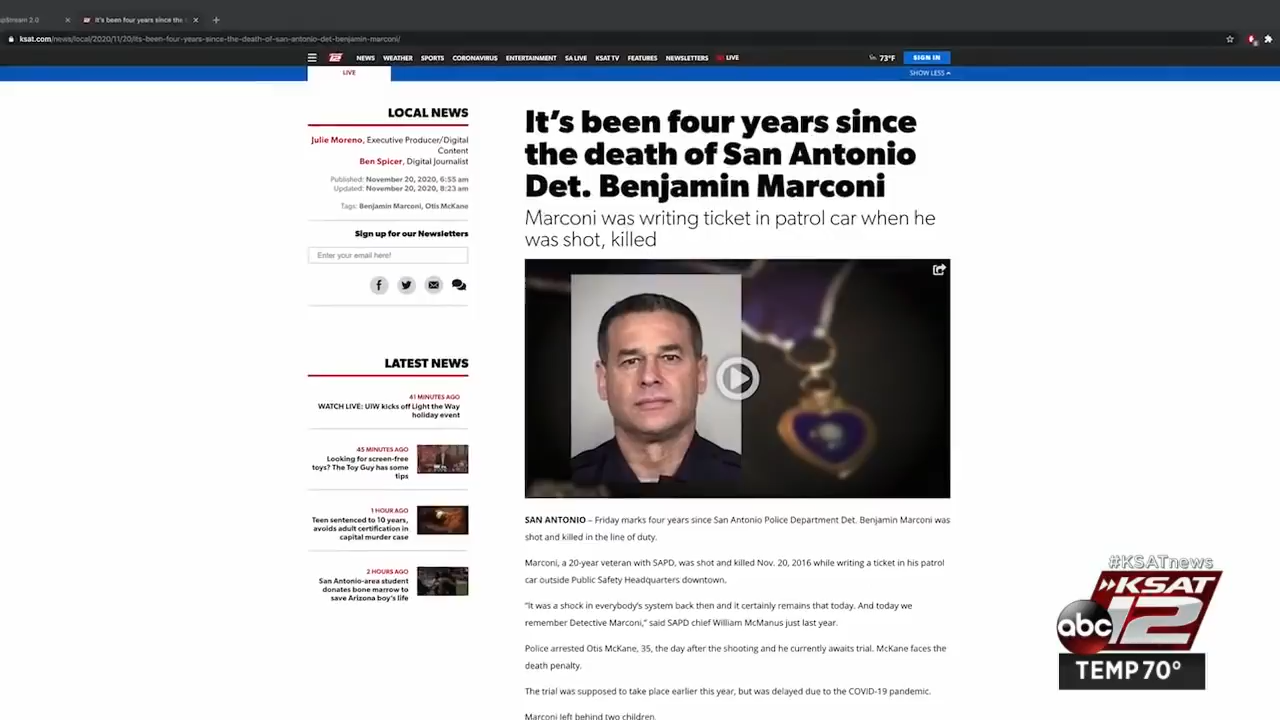 upStream 2.0
It's been four years since the
ksat.com/news/local/2020/11/20/its-been-four-years-since-the-death-of-san-antonio-det-benjamin-marconi/
12 NEWS WEATHER SPORTS CORONAVIRUS ENTERTAINMENT SA LIVE KSAT TV FEATURES NEWSLETTERS LIVE 73°F SIGN IN
LIVE
SHOW LESS
LOCAL NEWS
Julie Moreno, Executive Producer/Digital
Content
Ben Spicer, Digital Journalist
Published: November 20, 2020, 6:55 am
Updated: November 20, 2020, 8:23 am
Tags: Benjamin Marconi, Otis McKane
Sign up for our Newsletters
Enter your email here!
LATEST NEWS
41 MINUTES AGO
WATCH LIVE: UIW kicks off Light the Way
holiday event
45 MINUTES AGO
Looking for screen-free
toys? The Toy Guy has some
tips
1 HOUR AGO
Teen sentenced to 10 years,
avoids adult certification in
capital murder case
2 HOURS AGO
San Antonio-area student
donates bone marrow to
save Arizona boy's life
It's been four years since
the death of San Antonio
Det. Benjamin Marconi
Marconi was writing ticket in patrol car when he
was shot, killed
SAN ANTONIO – Friday marks four years since San Antonio Police Department Det. Benjamin Marconi was
shot and killed in the line of duty.
Marconi, a 20-year veteran with SAPD, was shot and killed Nov. 20, 2016 while writing a ticket in his patrol
car outside Public Safety Headquarters downtown.
"It was a shock in everybody's system back then and it certainly remains that today. And today we
remember Detective Marconi," said SAPD chief William McManus just last year.
Police arrested Otis McKane, 35, the day after the shooting and he currently awaits trial. McKane faces the
death penalty.
The trial was supposed to take place earlier this year, but was delayed due to the COVID-19 pandemic.
Marconi left behind two children.
#KSATnews
KSAT
abc 12
TEMP 70°